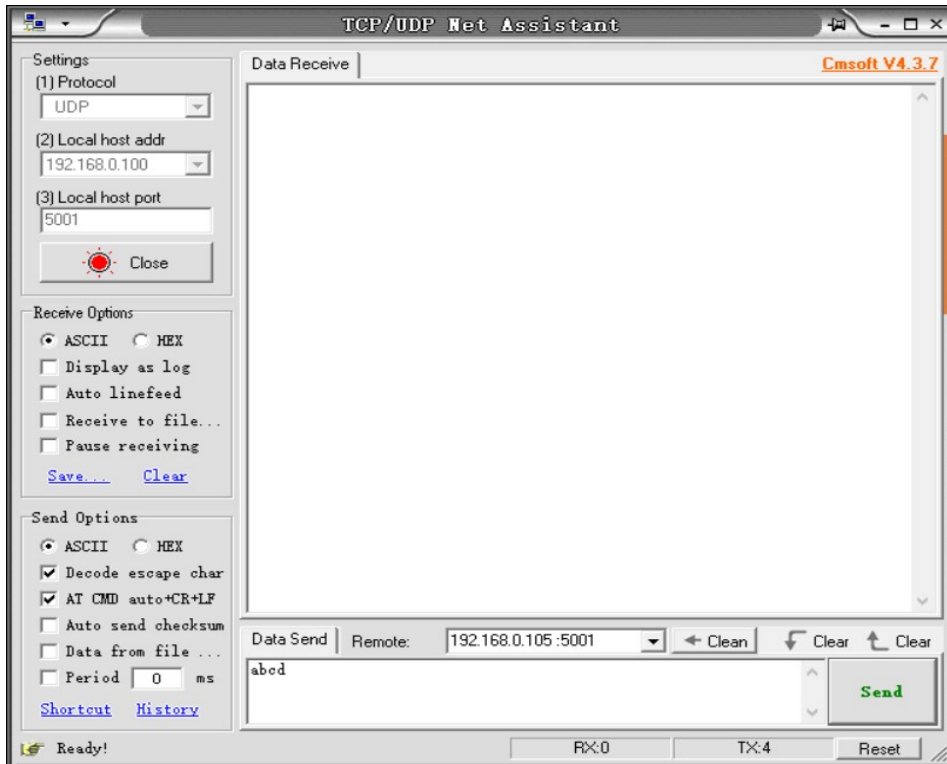 TCP/UDP Net Assistant
Settings
(1) Protocol
UDP
(2) Local host addr
192.168.0.100
(3) Local host port
5001
Close
Receive Options
ASCII HEX
Display as log
Auto linefeed
Receive to file...
Pause receiving
Save... Clear
Send Options
ASCII HEX
Decode escape char
AT CMD auto+CR+LF
Auto send checksum
Data from file ...
Period 0 ms
Shortcut History
Data Receive Cmsoft V4.3.7
Data Send Remote: 192.168.0.105 :5001 Clean Clear Clear
abcd
Send
Ready! RX:0 TX:4 Reset